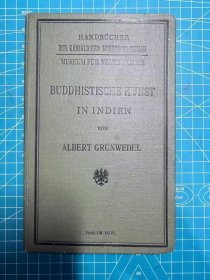 HANDBÜCHER
DER KÖNIGLICHEN MUSEEN ZU BERLIN
MUSEUM FÜR VÖLKERKUNDE
BUDDHISTISCHE KUNST
IN INDIEN
VON
ALBERT GRÜNWEDEL